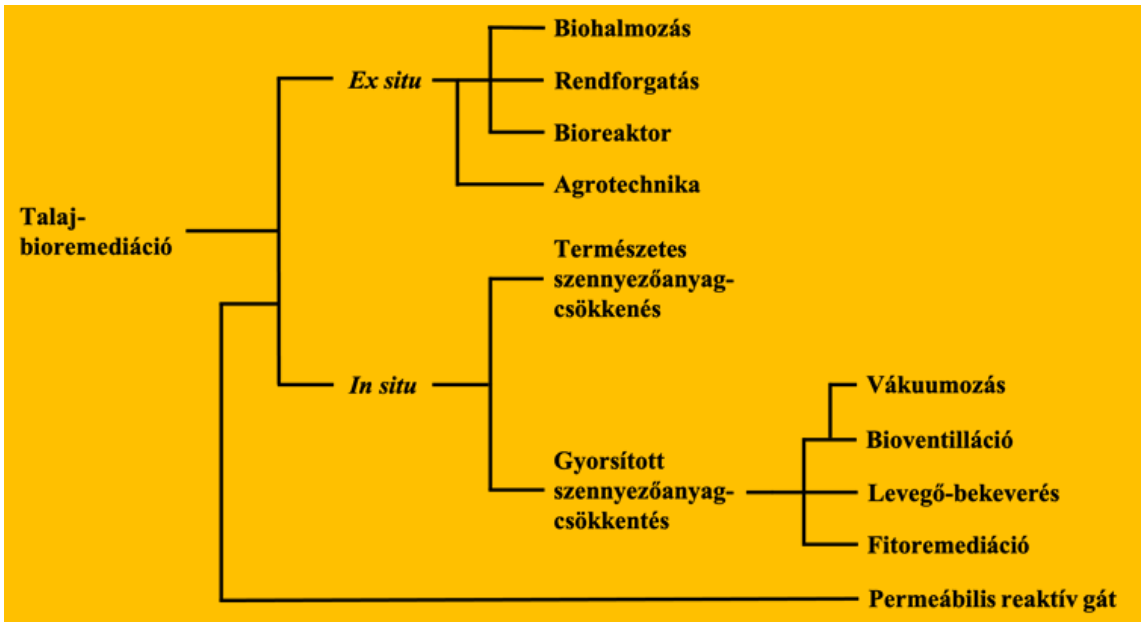 Biohalmozás
Ex situ
Rendforgatás
Bioreaktor
Agrotechnika
Talaj-
bioremediáció
Természetes
szennyezőanyag-
csökkenés
In situ
Vákuumozás
Bioventilláció
Gyorsított
szennyezőanyag-
csökkentés
Levegő-bekeverés
Fitoremediáció
Permeábilis reaktív gát